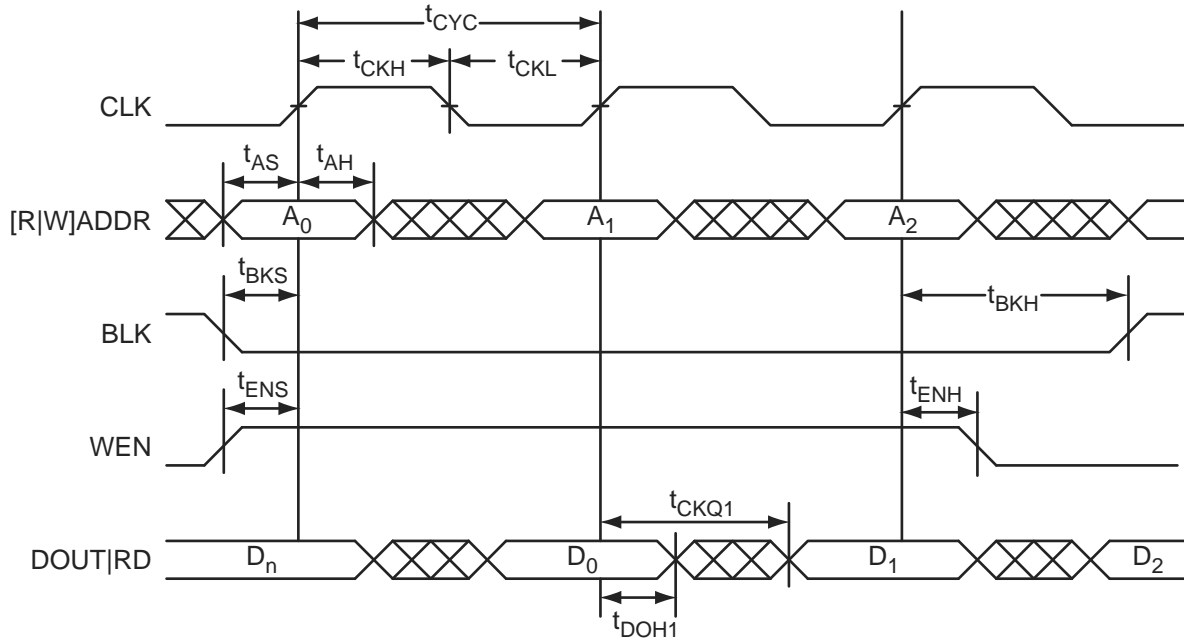 tCYC
tCKH tCKL
CLK
tAS tAH
[R|W]ADDR A0 A1 A2
tBKS tBKH
BLK
tENS tENH
WEN
tCKQ1
DOUT|RD Dn D0 D1 D2
tDOH1